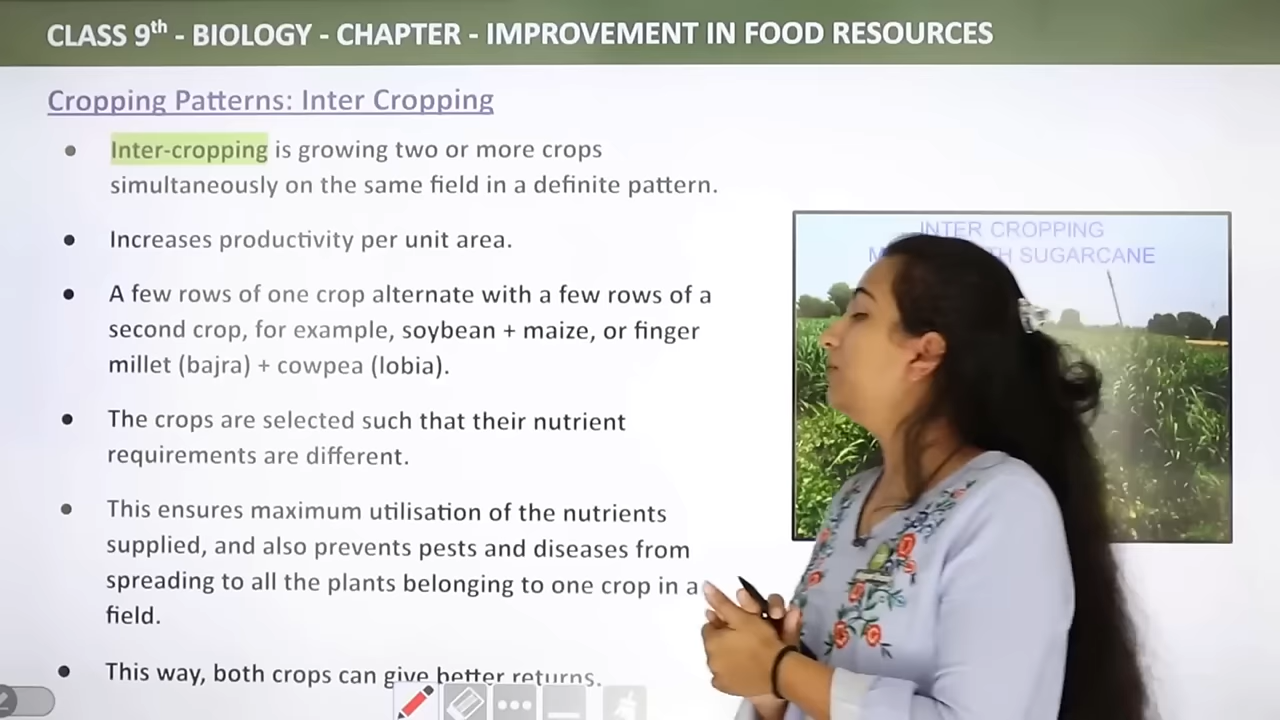 CLASS 9th - BIOLOGY - CHAPTER - IMPROVEMENT IN FOOD RESOURCES
Cropping Patterns: Inter Cropping
• Inter-cropping is growing two or more crops
simultaneously on the same field in a definite pattern.
• Increases productivity per unit area.
• A few rows of one crop alternate with a few rows of a
second crop, for example, soybean + maize, or finger
millet (bajra) + cowpea (lobia).
• The crops are selected such that their nutrient
requirements are different.
• This ensures maximum utilisation of the nutrients
supplied, and also prevents pests and diseases from
spreading to all the plants belonging to one crop in a
field.
• This way, both crops can give better returns.
INTER CROPPING
SUGARCANE